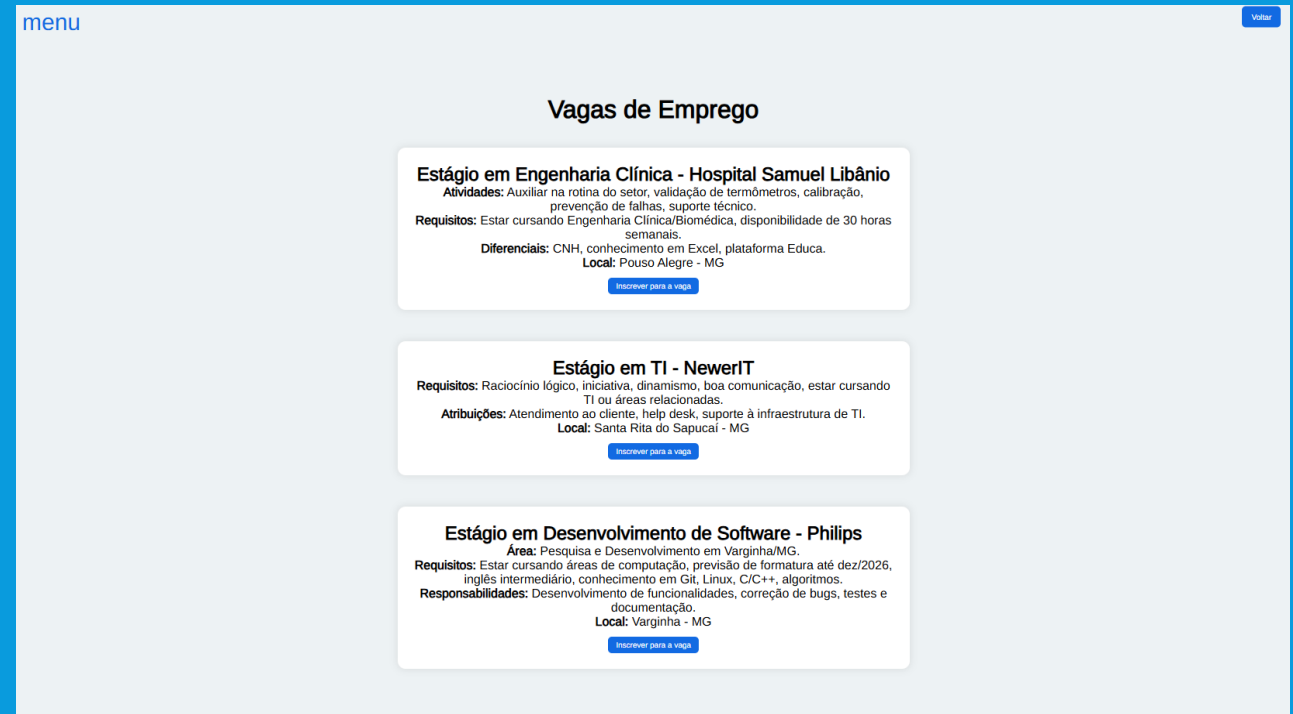 menu
Voltar
Vagas de Emprego
Estágio em Engenharia Clínica - Hospital Samuel Libânio
Atividades: Auxiliar na rotina do setor, validação de termômetros, calibração,
prevenção de falhas, suporte técnico.
Requisitos: Estar cursando Engenharia Clínica/Biomédica, disponibilidade de 30 horas
semanais.
Diferenciais: CNH, conhecimento em Excel, plataforma Educa.
Local: Pouso Alegre - MG
Inscrever para a vaga
Estágio em TI - NewerIT
Requisitos: Raciocínio lógico, iniciativa, dinamismo, boa comunicação, estar cursando
TI ou áreas relacionadas.
Atribuições: Atendimento ao cliente, help desk, suporte à infraestrutura de TI.
Local: Santa Rita do Sapucaí - MG
Inscrever para a vaga
Estágio em Desenvolvimento de Software - Philips
Área: Pesquisa e Desenvolvimento em Varginha/MG.
Requisitos: Estar cursando áreas de computação, previsão de formatura até dez/2026,
inglês intermediário, conhecimento em Git, Linux, C/C++, algoritmos.
Responsabilidades: Desenvolvimento de funcionalidades, correção de bugs, testes e
documentação.
Local: Varginha - MG
Inscrever para a vaga